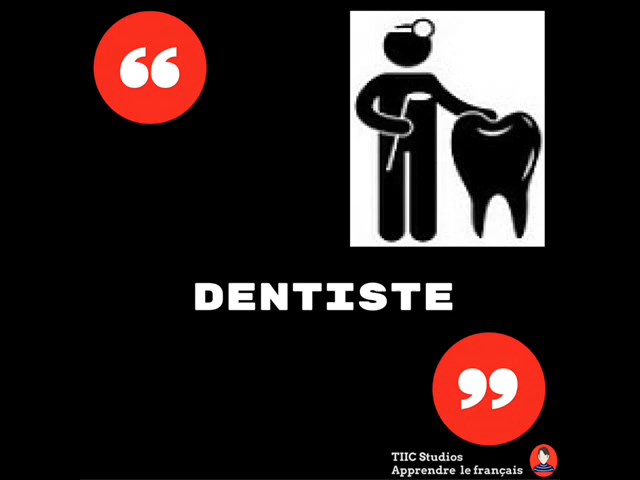 ❝
DENTISTE
❞
TIIC Studios
Apprendre le français